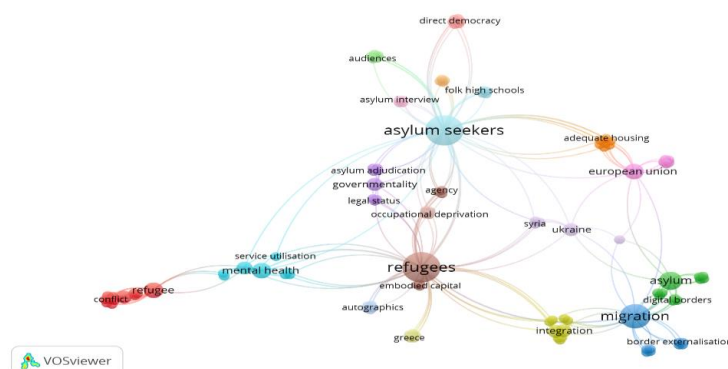 direct democracy
audiences
folk high schools
asylum interview
asylum seekers
adequate housing
european union
asylum adjudication
governmentality
agency
legal status
occupational deprivation
syria
ukraine
service utilisation
mental health
refugees
embodied capital
asylum
refugee
conflict
digital borders
autographics
migration
integration
greece
border externalisation
VOSviewer